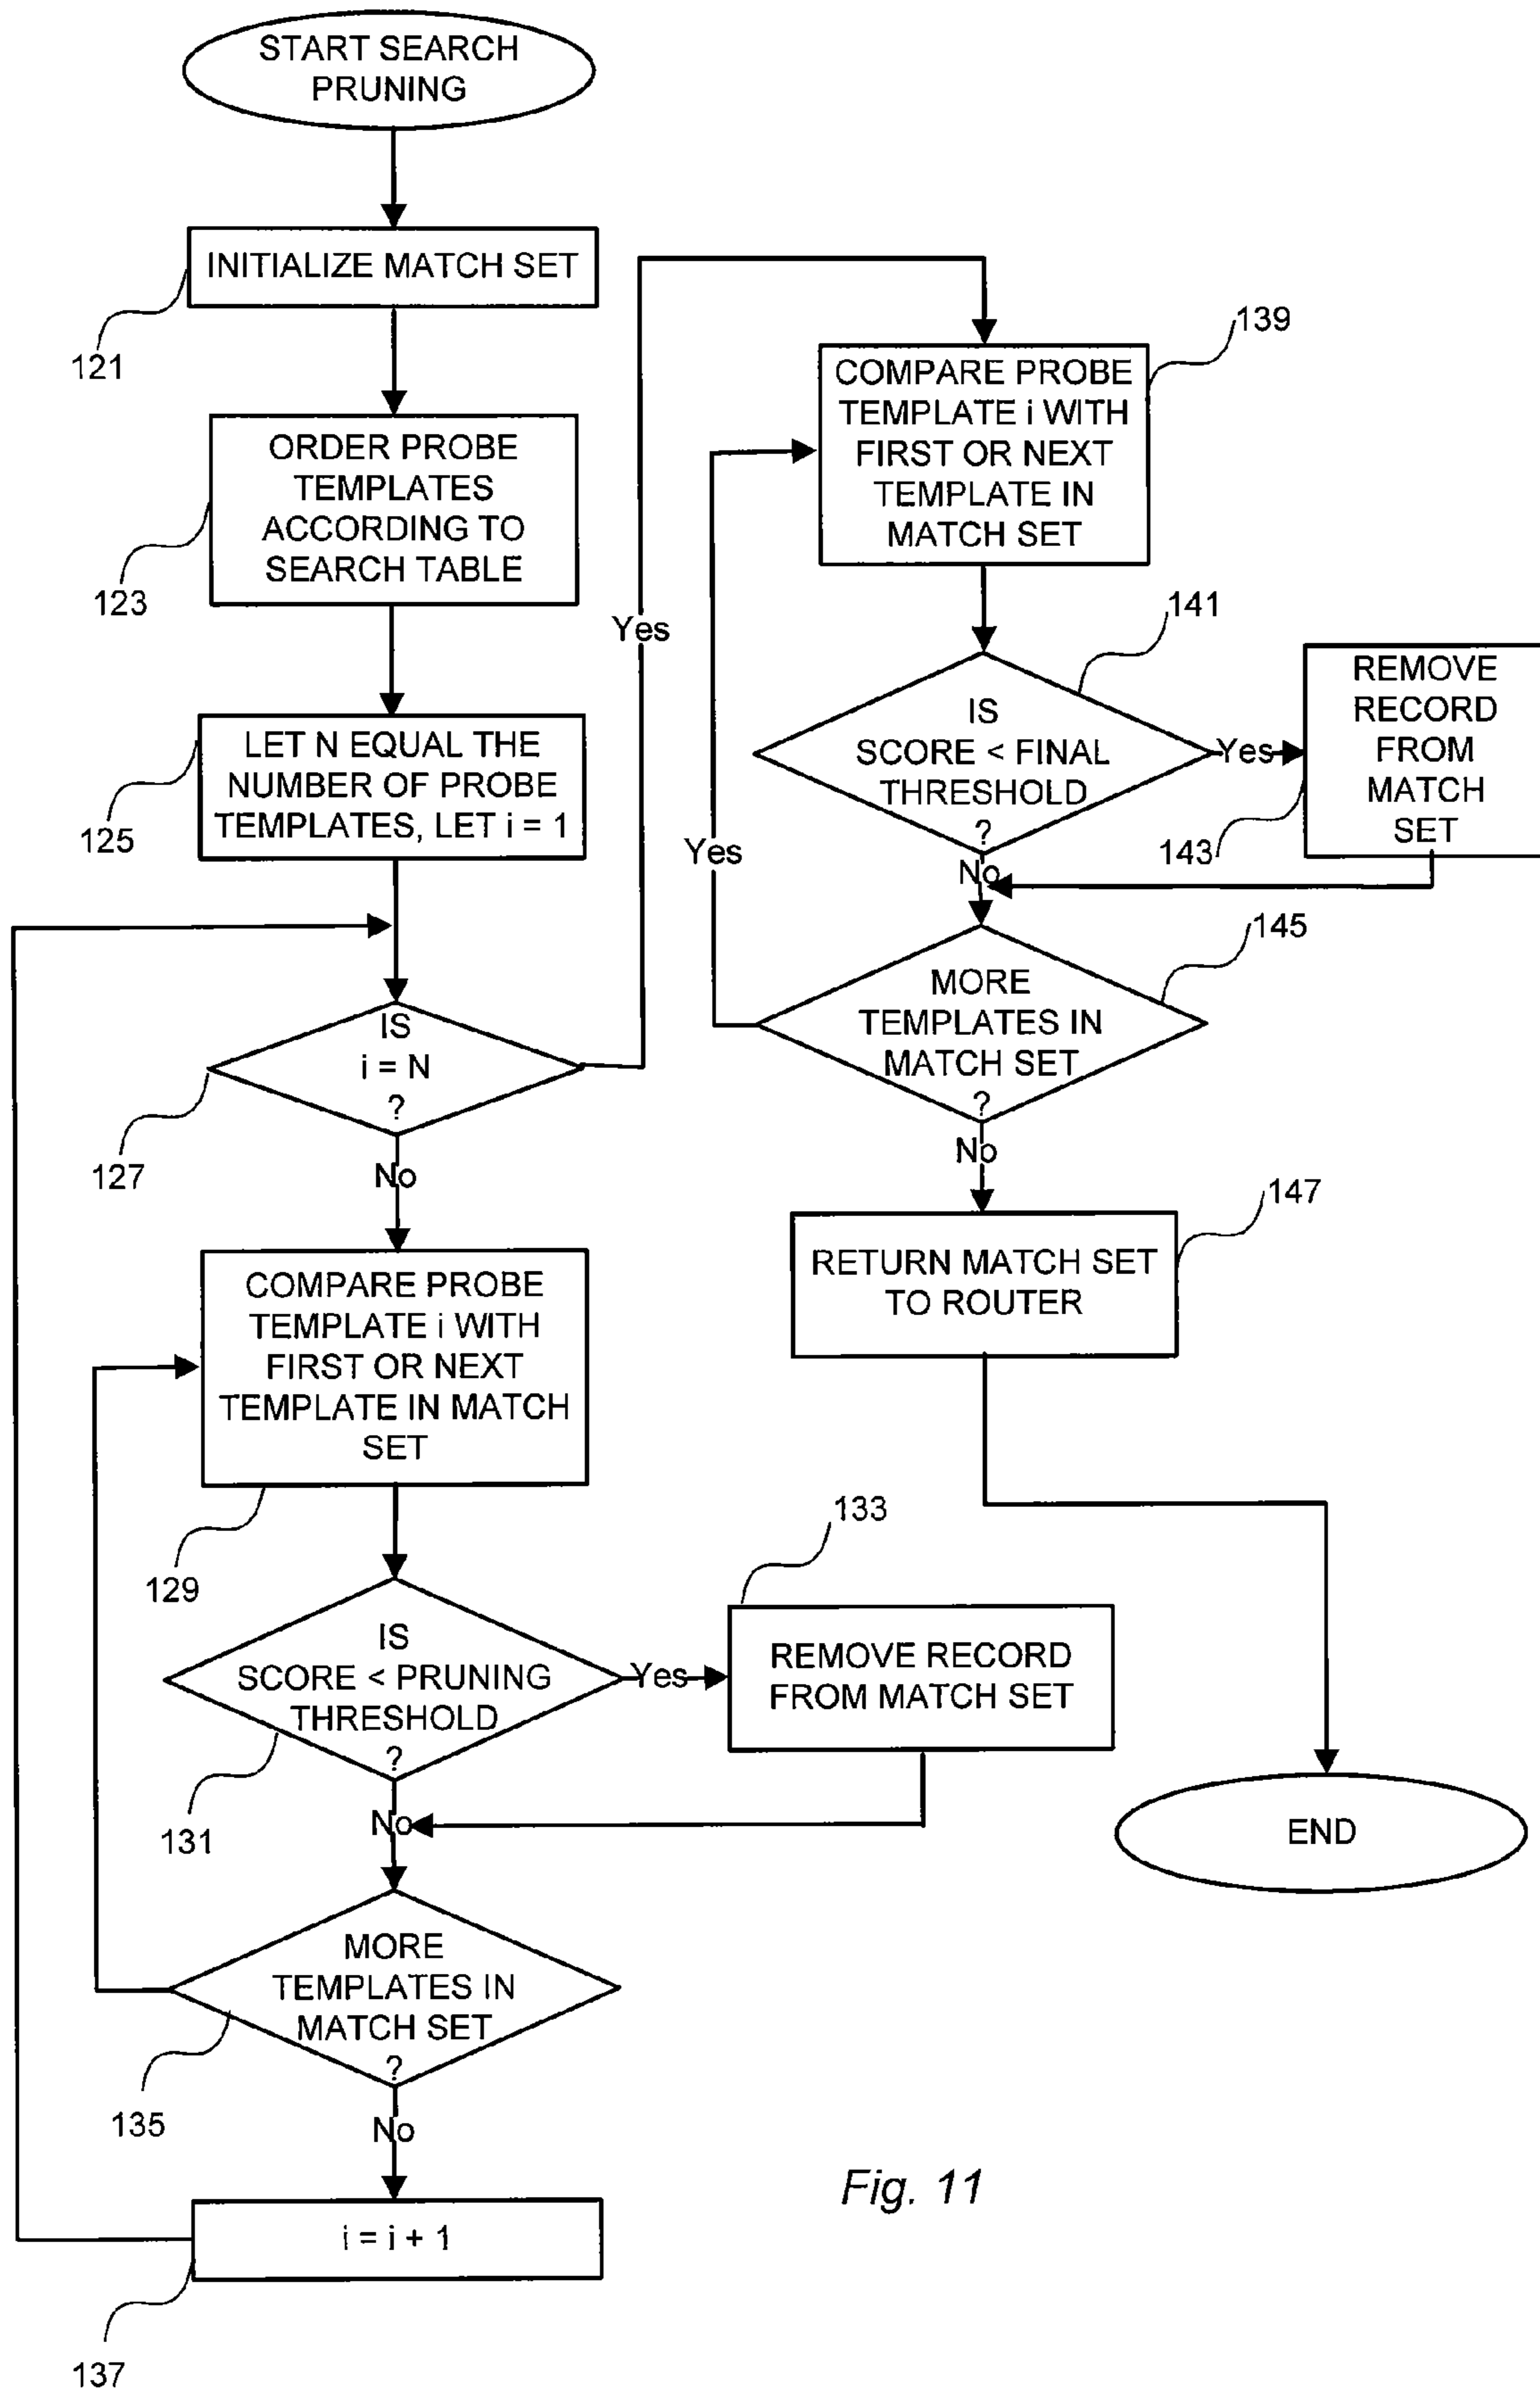 START SEARCH
PRUNING
INITIALIZE MATCH SET
121
ORDER PROBE
TEMPLATES
ACCORDING TO
SEARCH TABLE
123
LET N EQUAL THE
NUMBER OF PROBE
TEMPLATES, LET i = 1
125
IS
i = N
?
127
Yes
No
COMPARE PROBE
TEMPLATE i WITH
FIRST OR NEXT
TEMPLATE IN MATCH
SET
129
IS
SCORE < PRUNING
THRESHOLD
?
131
Yes
133
REMOVE RECORD
FROM MATCH SET
No
MORE
TEMPLATES IN
MATCH SET
?
135
No
i = i + 1
137
139
COMPARE PROBE
TEMPLATE i WITH
FIRST OR NEXT
TEMPLATE IN
MATCH SET
141
IS
SCORE < FINAL
THRESHOLD
?
Yes
REMOVE
RECORD
FROM
MATCH
SET
143
No
145
MORE
TEMPLATES IN
MATCH SET
?
Yes
No
147
RETURN MATCH SET
TO ROUTER
END
Fig. 11